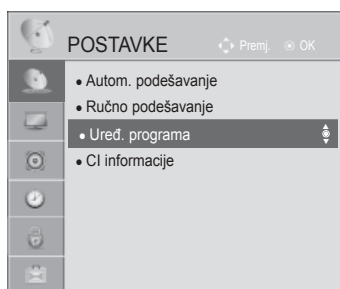 POSTAVKE Premj. OK
• Autom. podešavanje
• Ručno podešavanje
• Uređ. programa
• CI informacije